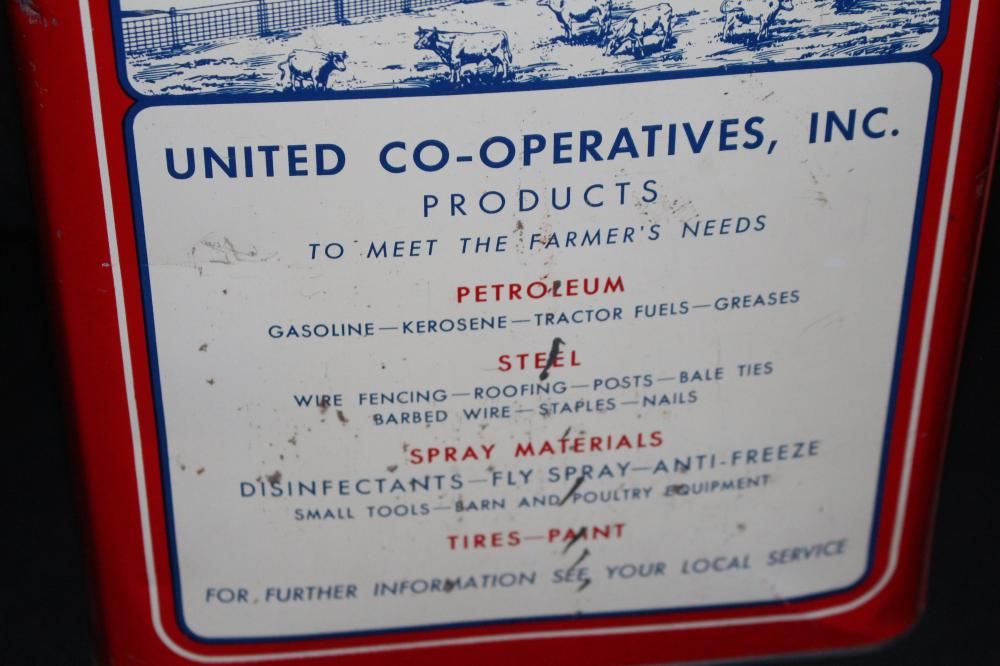 UNITED CO-OPERATIVES, INC.
PRODUCTS
TO MEET THE FARMER'S NEEDS
PETROLEUM
GASOLINE—KEROSENE—TRACTOR FUELS—GREASES
STEEL
WIRE FENCING—ROOFING—POSTS—BALE TIES
BARBED WIRE—STAPLES—NAILS
SPRAY MATERIALS
DISINFECTANTS—FLY SPRAY—ANTI-FREEZE
SMALL TOOLS—BARN AND POULTRY EQUIPMENT
TIRES—PAINT
FOR FURTHER INFORMATION SEE YOUR LOCAL SERVICE